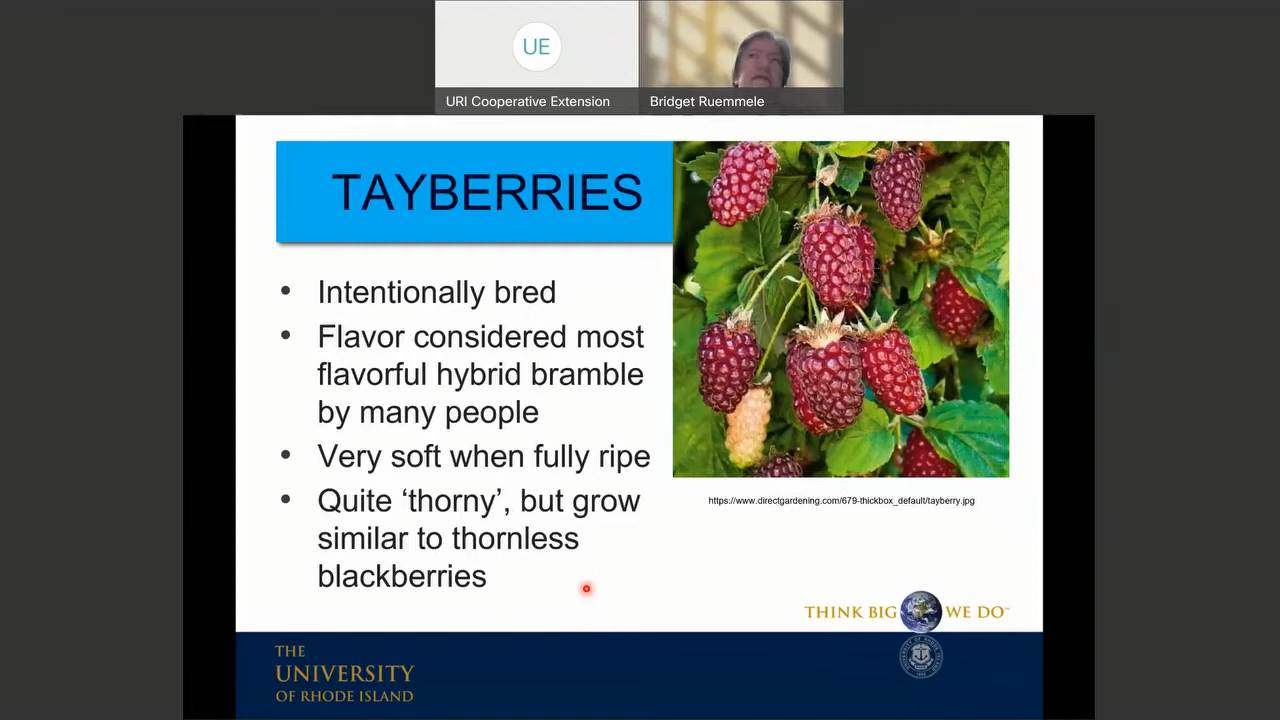 UE
URI Cooperative Extension
Bridget Ruemmele
TAYBERRIES
• Intentionally bred
• Flavor considered most
flavorful hybrid bramble
by many people
• Very soft when fully ripe
• Quite ‘thorny’, but grow
similar to thornless
blackberries
https://www.directgardening.com/679-thickbox_default/tayberry.jpg
THINK BIG WE DO™
THE
UNIVERSITY
OF RHODE ISLAND